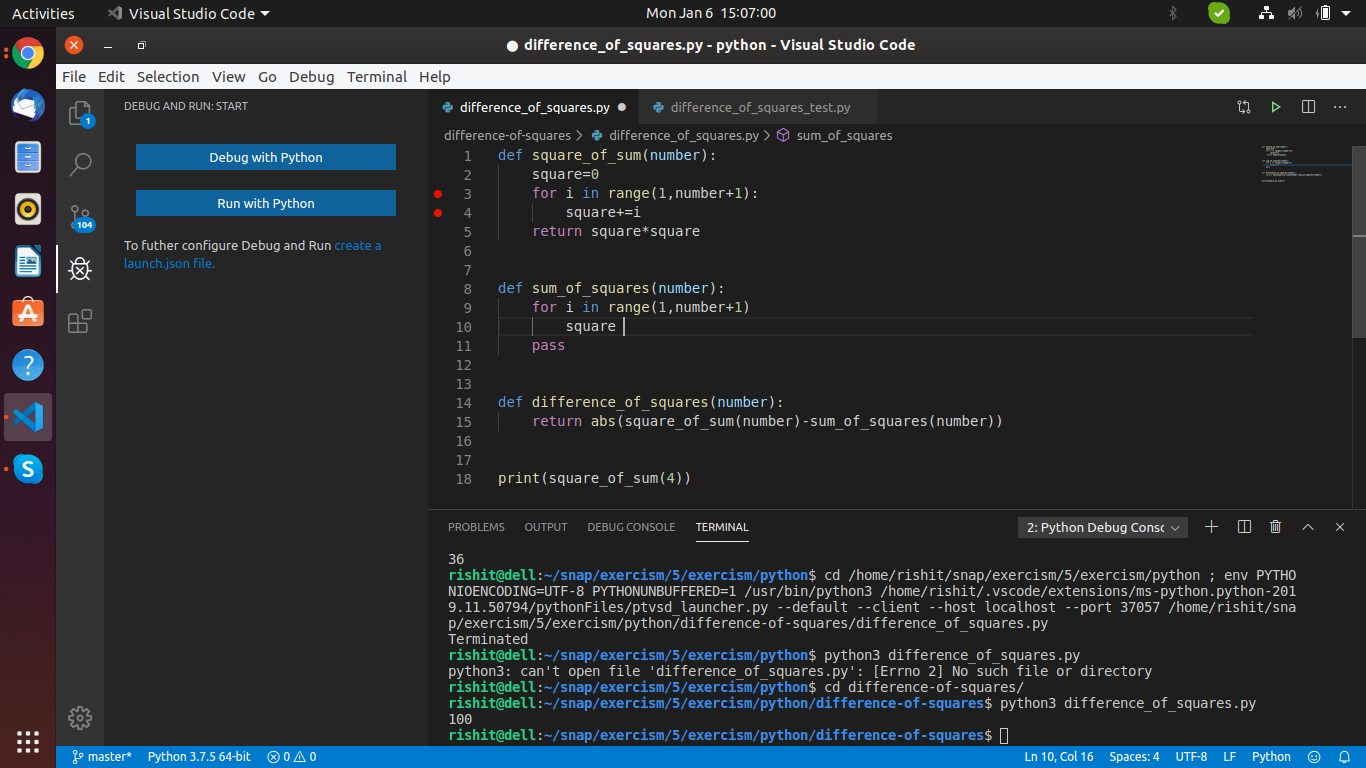 Activities Visual Studio Code Mon Jan 6 15:07:00
● difference_of_squares.py - python - Visual Studio Code
File Edit Selection View Go Debug Terminal Help
1
104
DEBUG AND RUN: START
Debug with Python
Run with Python
To futher configure Debug and Run create a
launch.json file.
difference_of_squares.py difference_of_squares_test.py
difference-of-squares > difference_of_squares.py > sum_of_squares
1 def square_of_sum(number):
2 square=0
3 for i in range(1,number+1):
4 square+=i
5 return square*square
6
7
8 def sum_of_squares(number):
9 for i in range(1,number+1)
10 square
11 pass
12
13
14 def difference_of_squares(number):
15 return abs(square_of_sum(number)-sum_of_squares(number))
16
17
18 print(square_of_sum(4))
PROBLEMS OUTPUT DEBUG CONSOLE TERMINAL 2: Python Debug Consc
36
rishit@dell:~/snap/exercism/5/exercism/python$ cd /home/rishit/snap/exercism/5/exercism/python ; env PYTHO
NIOENCODING=UTF-8 PYTHONUNBUFFERED=1 /usr/bin/python3 /home/rishit/.vscode/extensions/ms-python.python-201
9.11.50794/pythonFiles/ptvsd_launcher.py --default --client --host localhost --port 37057 /home/rishit/sna
p/exercism/5/exercism/python/difference-of-squares/difference_of_squares.py
Terminated
rishit@dell:~/snap/exercism/5/exercism/python$ python3 difference_of_squares.py
python3: can't open file 'difference_of_squares.py': [Errno 2] No such file or directory
rishit@dell:~/snap/exercism/5/exercism/python$ cd difference-of-squares/
rishit@dell:~/snap/exercism/5/exercism/python/difference-of-squares$ python3 difference_of_squares.py
100
rishit@dell:~/snap/exercism/5/exercism/python/difference-of-squares$
master* Python 3.7.5 64-bit 0 0 Ln 10, Col 16 Spaces: 4 UTF-8 LF Python